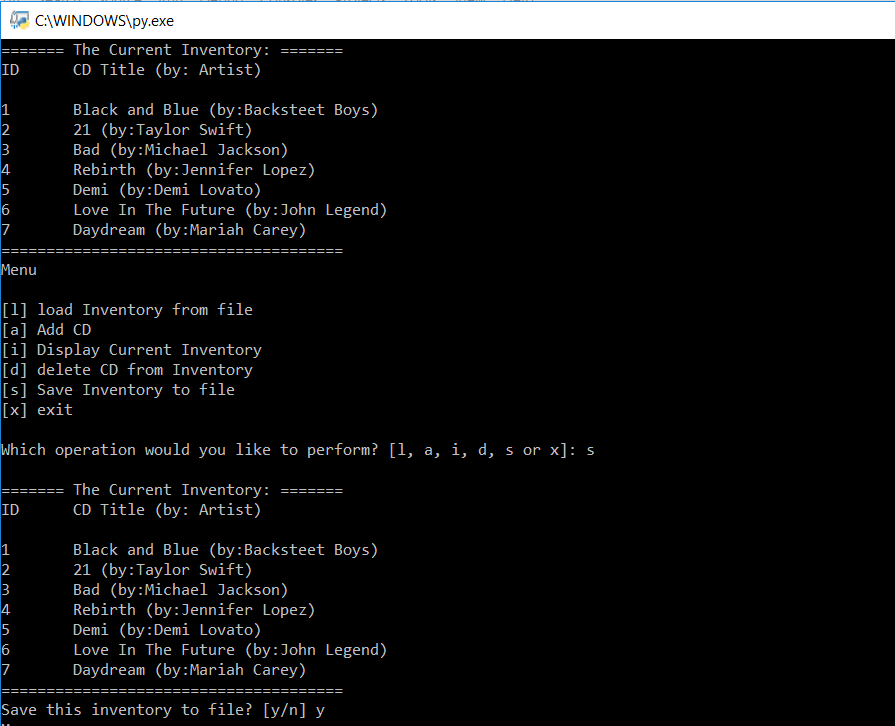 C:\WINDOWS\py.exe
======= The Current Inventory: =======
ID CD Title (by: Artist)
1 Black and Blue (by:Backsteet Boys)
2 21 (by:Taylor Swift)
3 Bad (by:Michael Jackson)
4 Rebirth (by:Jennifer Lopez)
5 Demi (by:Demi Lovato)
6 Love In The Future (by:John Legend)
7 Daydream (by:Mariah Carey)
======================================
Menu
[l] load Inventory from file
[a] Add CD
[i] Display Current Inventory
[d] delete CD from Inventory
[s] Save Inventory to file
[x] exit
Which operation would you like to perform? [l, a, i, d, s or x]: s
======= The Current Inventory: =======
ID CD Title (by: Artist)
1 Black and Blue (by:Backsteet Boys)
2 21 (by:Taylor Swift)
3 Bad (by:Michael Jackson)
4 Rebirth (by:Jennifer Lopez)
5 Demi (by:Demi Lovato)
6 Love In The Future (by:John Legend)
7 Daydream (by:Mariah Carey)
======================================
Save this inventory to file? [y/n] y